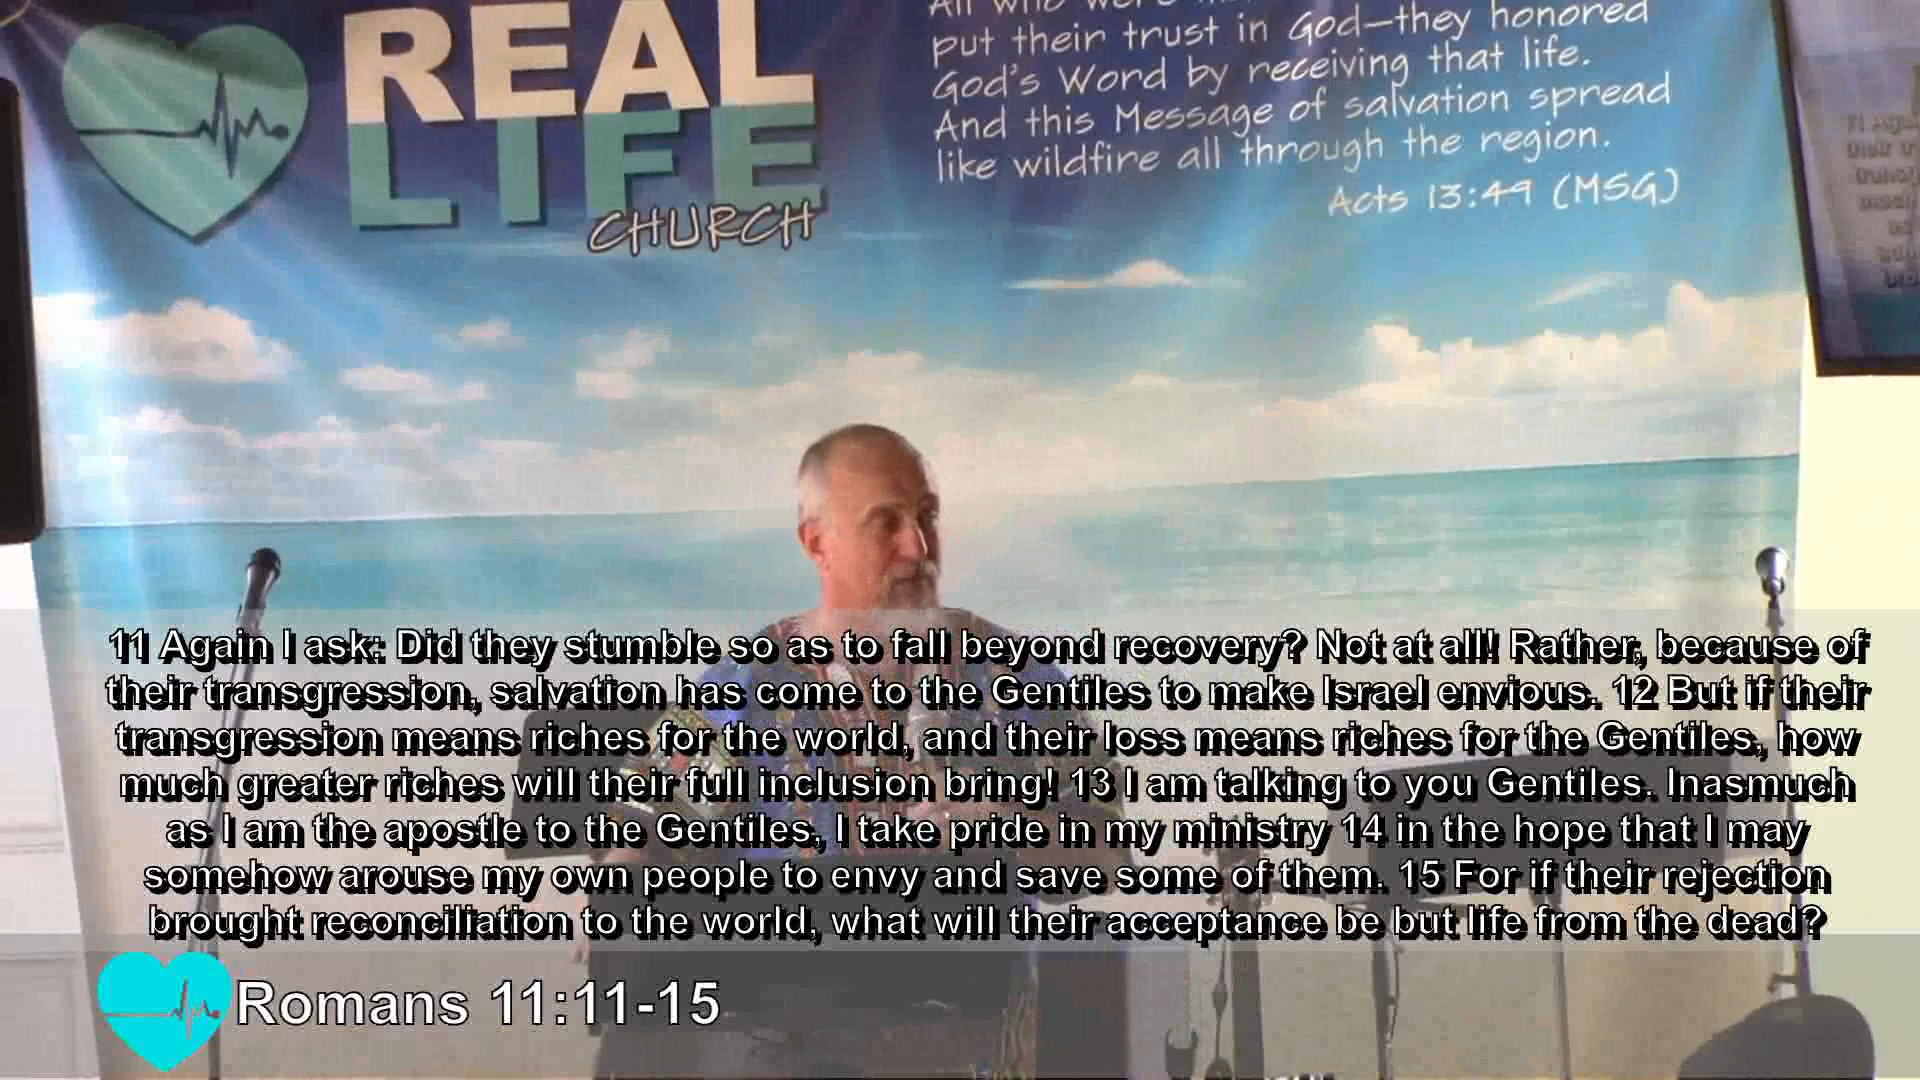 REAL
LIFE
CHURCH
put their trust in God—they honored
God's Word by receiving that life.
And this Message of salvation spread
like wildfire all through the region.
Acts 13:49 (MSG)
11 Again I ask: Did they stumble so as to fall beyond recovery? Not at all! Rather, because of
their transgression, salvation has come to the Gentiles to make Israel envious. 12 But if their
transgression means riches for the world, and their loss means riches for the Gentiles, how
much greater riches will their full inclusion bring! 13 I am talking to you Gentiles. Inasmuch
as I am the apostle to the Gentiles, I take pride in my ministry 14 in the hope that I may
somehow arouse my own people to envy and save some of them. 15 For if their rejection
brought reconciliation to the world, what will their acceptance be but life from the dead?
Romans 11:11-15